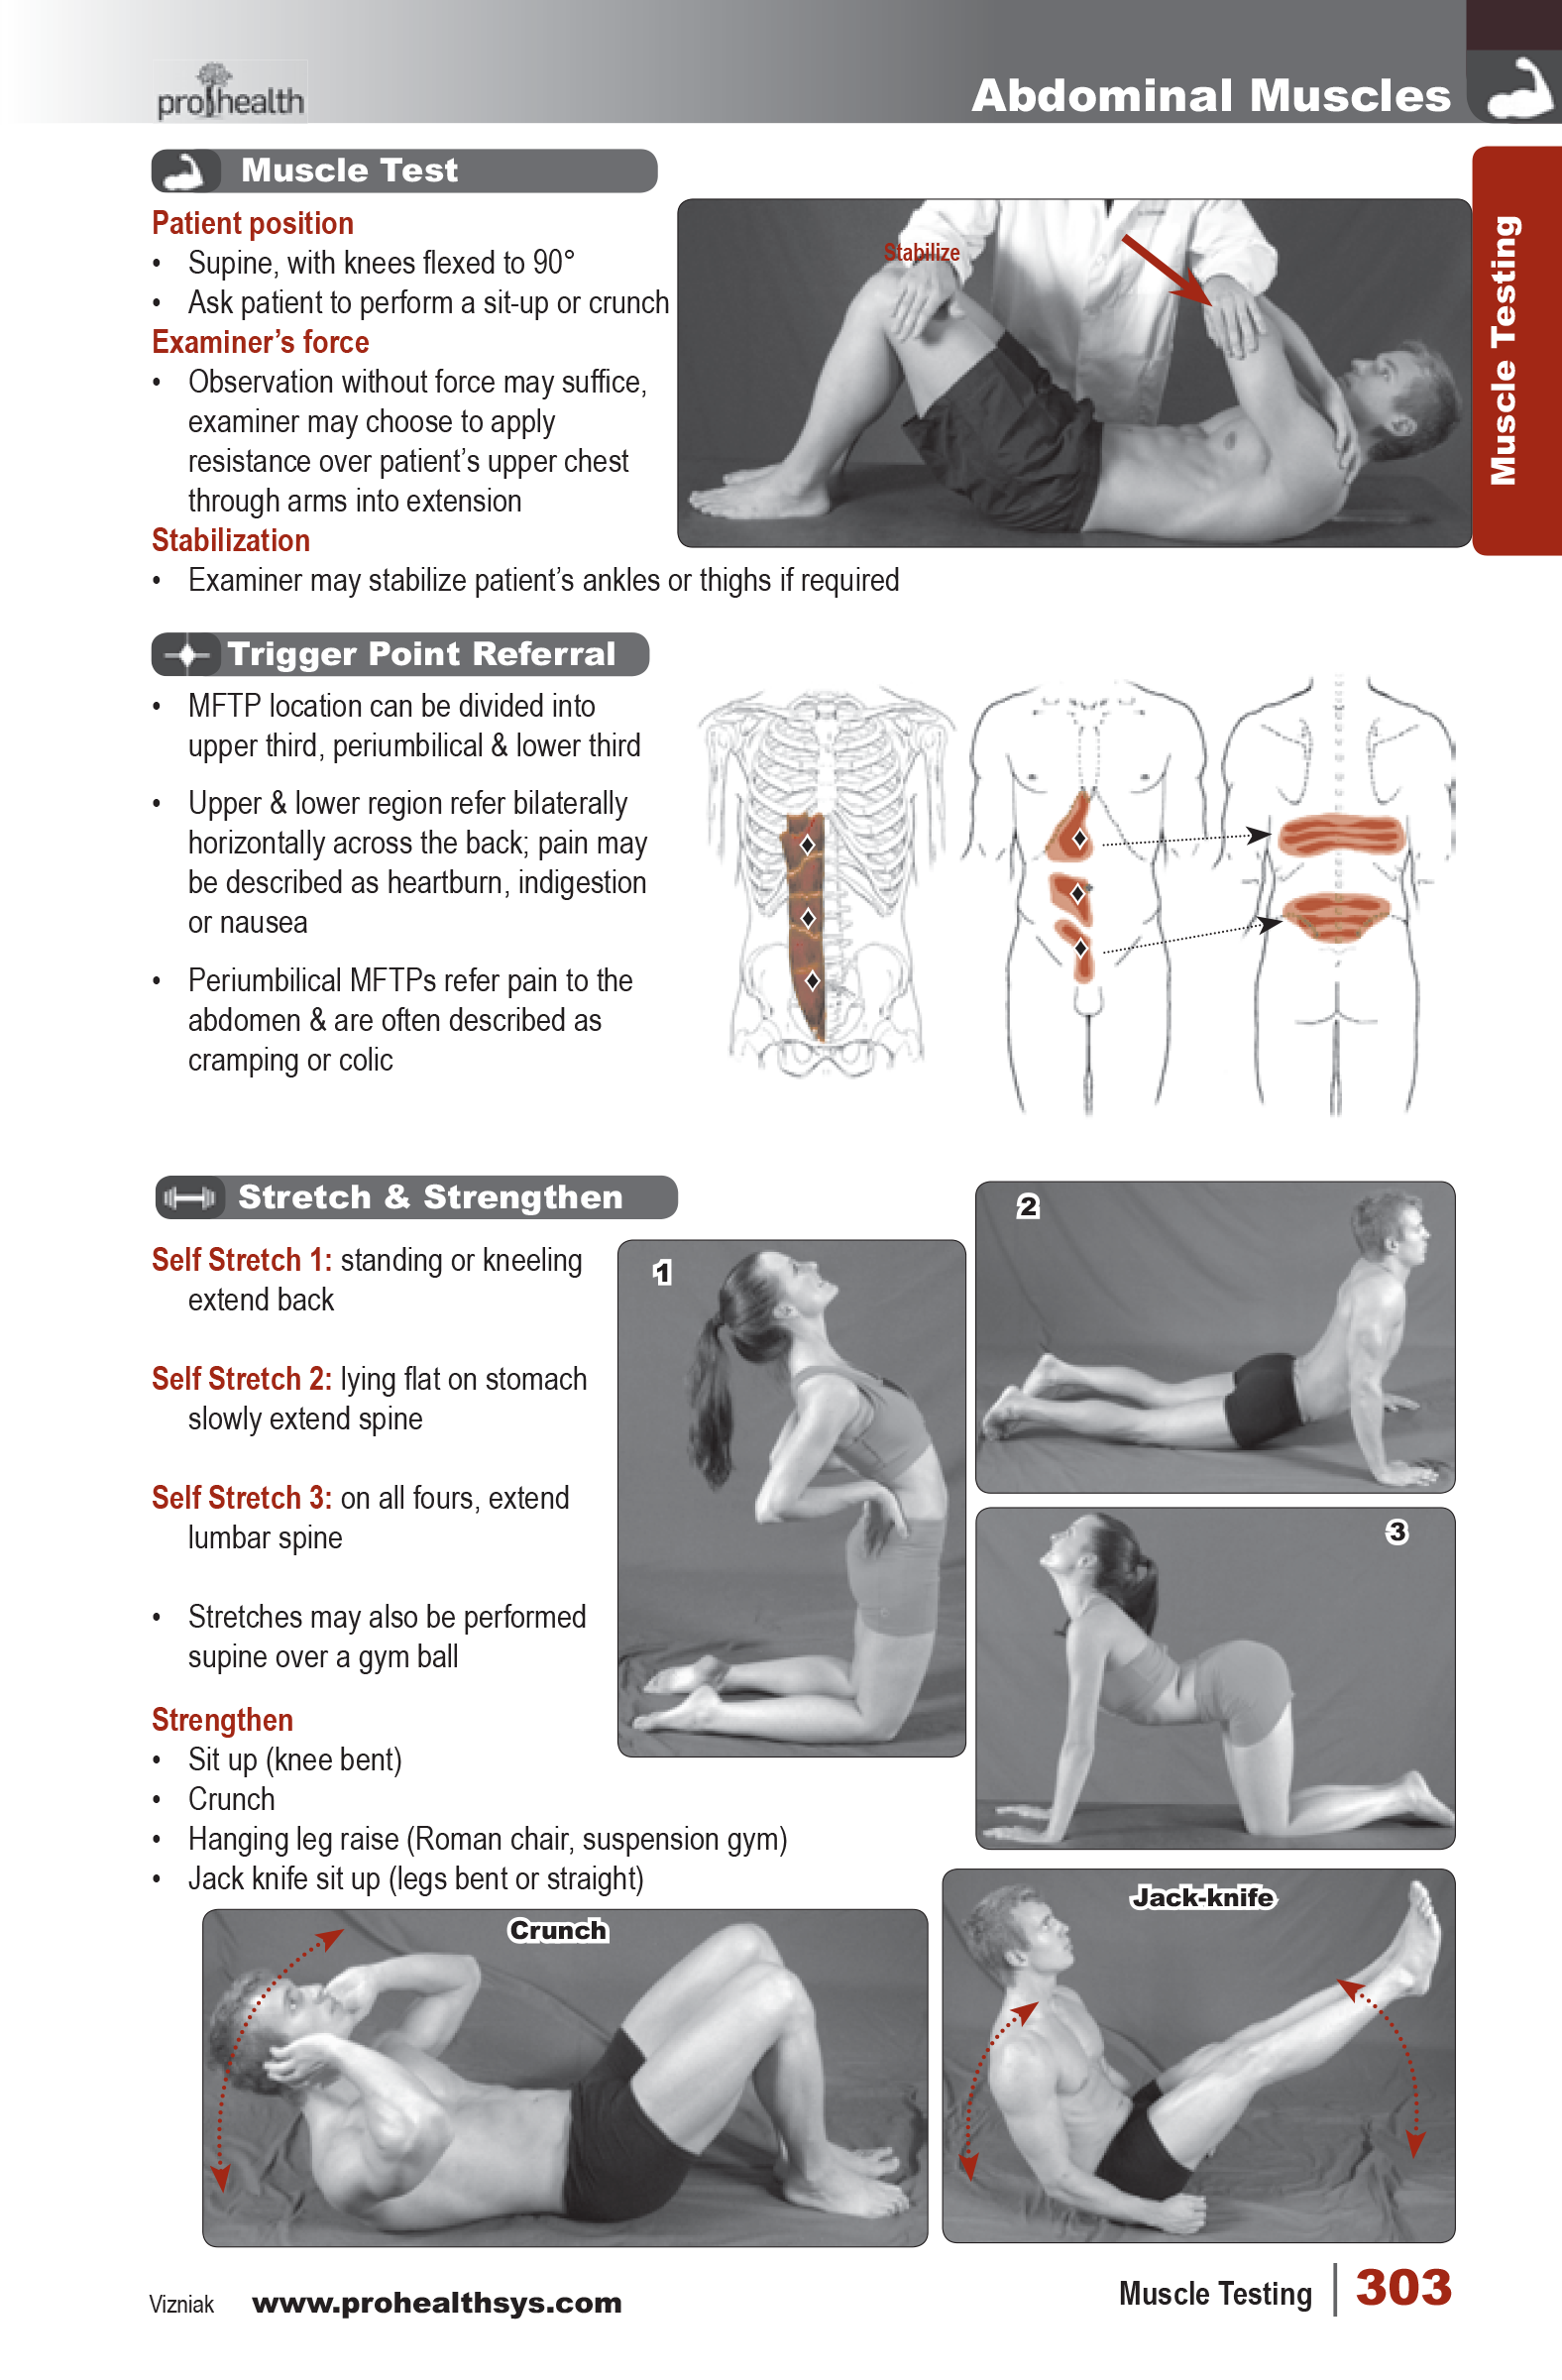 prohealth
Abdominal Muscles
Muscle Testing
Muscle Test
Patient position
• Supine, with knees flexed to 90°
• Ask patient to perform a sit-up or crunch
Examiner’s force
• Observation without force may suffice,
examiner may choose to apply
resistance over patient’s upper chest
through arms into extension
Stabilization
• Examiner may stabilize patient’s ankles or thighs if required
Stabilize
Trigger Point Referral
• MFTP location can be divided into
upper third, periumbilical & lower third
• Upper & lower region refer bilaterally
horizontally across the back; pain may
be described as heartburn, indigestion
or nausea
• Periumbilical MFTPs refer pain to the
abdomen & are often described as
cramping or colic
Stretch & Strengthen
Self Stretch 1: standing or kneeling
extend back
Self Stretch 2: lying flat on stomach
slowly extend spine
Self Stretch 3: on all fours, extend
lumbar spine
• Stretches may also be performed
supine over a gym ball
1
2
3
Strengthen
• Sit up (knee bent)
• Crunch
• Hanging leg raise (Roman chair, suspension gym)
• Jack knife sit up (legs bent or straight)
Crunch
Jack-knife
Vizniak www.prohealthsys.com
Muscle Testing 303